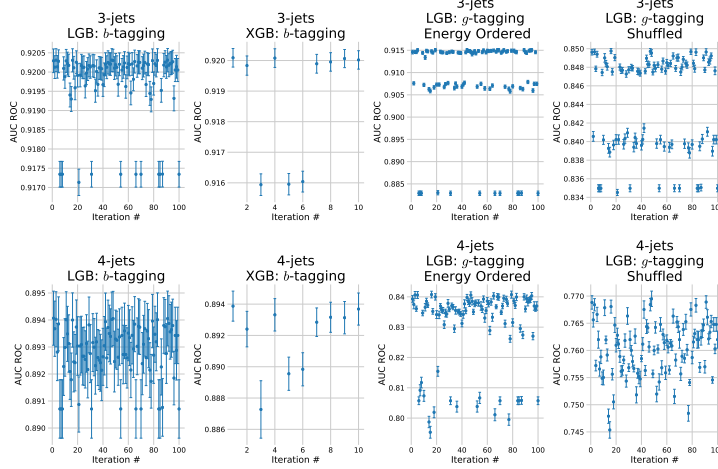 3-jets
LGB: b-tagging
AUC ROC
0.9205
0.9200
0.9195
0.9190
0.9185
0.9180
0.9175
0.9170
0 20 40 60 80 100
Iteration #
3-jets
XGB: b-tagging
AUC ROC
0.920
0.919
0.918
0.917
0.916
2 4 6 8 10
Iteration #
3-jets
LGB: g-tagging
Energy Ordered
AUC ROC
0.915
0.910
0.905
0.900
0.895
0.890
0.885
0 20 40 60 80 100
Iteration #
3-jets
LGB: g-tagging
Shuffled
AUC ROC
0.850
0.848
0.846
0.844
0.842
0.840
0.838
0.836
0.834
0 20 40 60 80 100
Iteration #
4-jets
LGB: b-tagging
AUC ROC
0.895
0.894
0.893
0.892
0.891
0.890
0 20 40 60 80 100
Iteration #
4-jets
XGB: b-tagging
AUC ROC
0.894
0.892
0.890
0.888
0.886
2 4 6 8 10
Iteration #
4-jets
LGB: g-tagging
Energy Ordered
AUC ROC
0.84
0.83
0.82
0.81
0.80
0 20 40 60 80 100
Iteration #
4-jets
LGB: g-tagging
Shuffled
AUC ROC
0.770
0.765
0.760
0.755
0.750
0.745
0 20 40 60 80 100
Iteration #